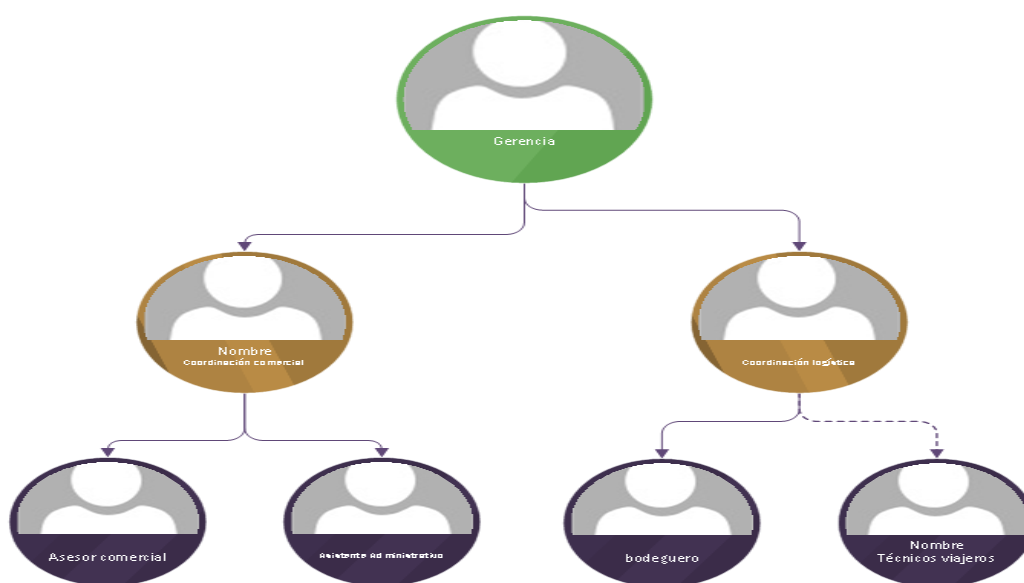 Gerencia
Nombre
Coordinación comercial
Coordinación logística
Asesor comercial
Asistente Administrativo
bodeguero
Nombre
Técnicos viajeros